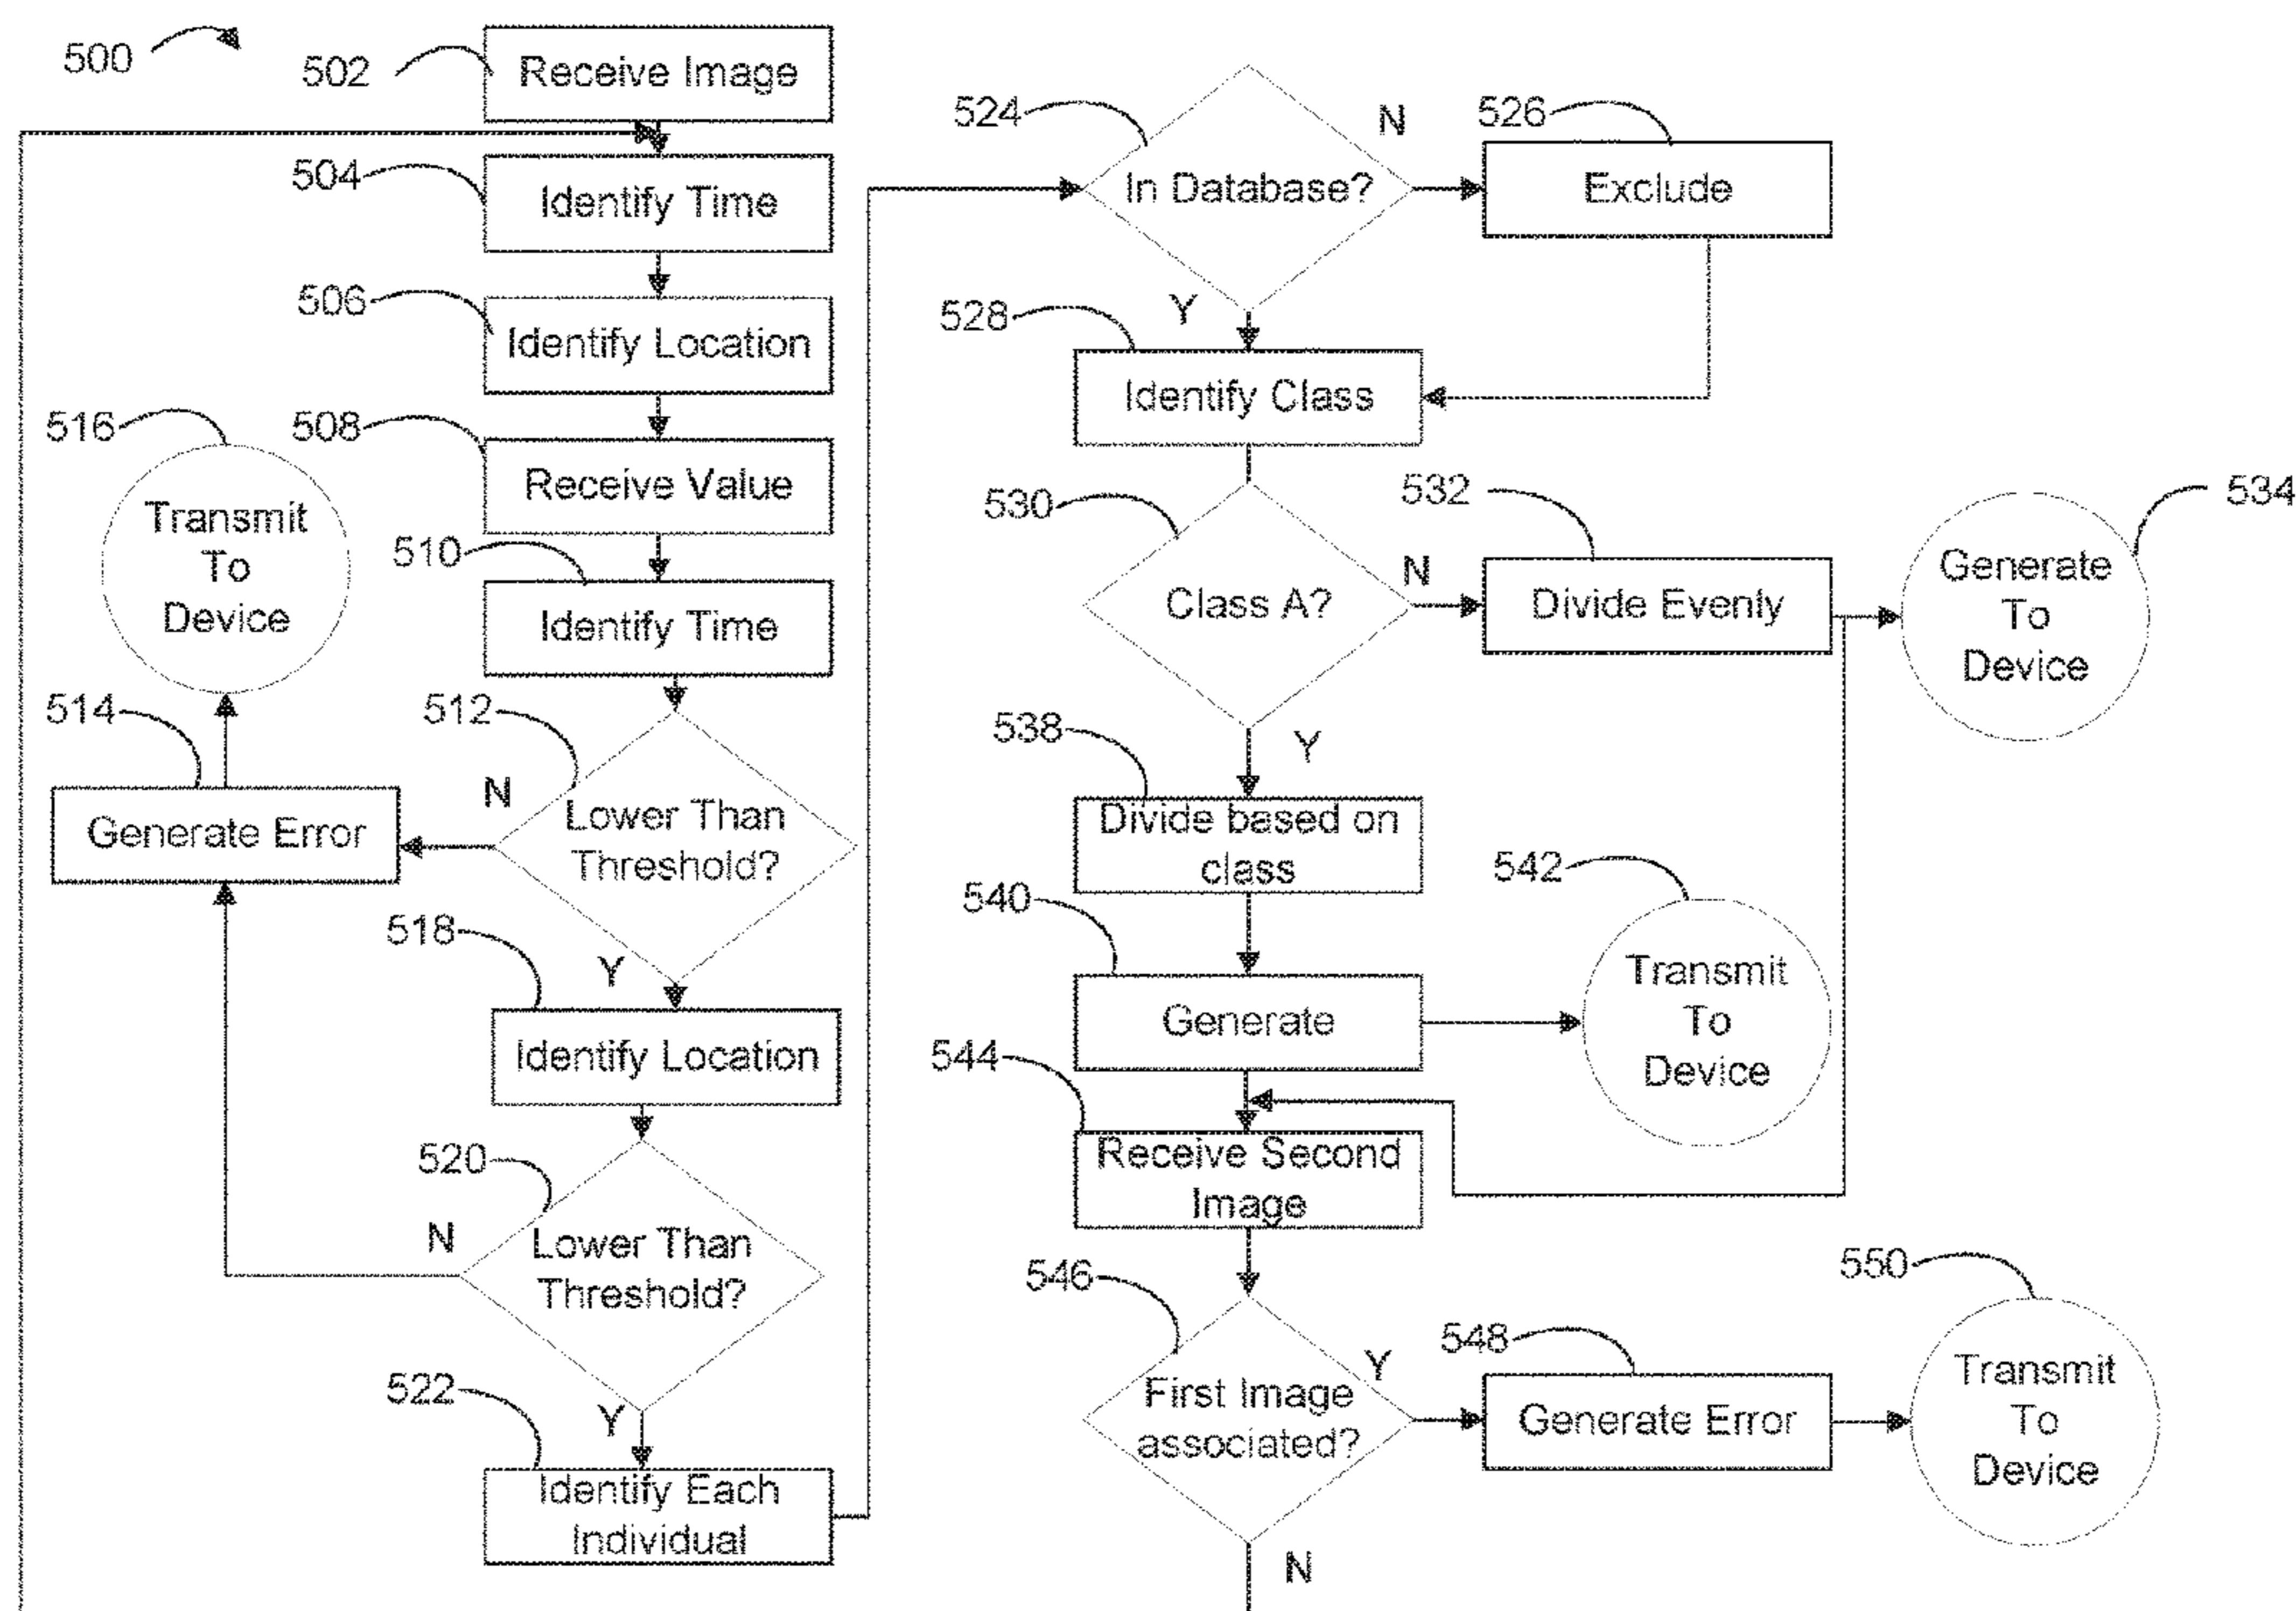 500
502
Receive Image
504
Identify Time
506
Identify Location
508
Receive Value
510
Identify Time
512
Lower Than
Threshold?
N
Y
514
Generate Error
516
Transmit
To
Device
518
Identify Location
520
Lower Than
Threshold?
N
Y
522
Identify Each
Individual
524
In Database?
N
Y
526
Exclude
528
Identify Class
530
Class A?
N
Y
532
Divide Evenly
534
Generate
To
Device
538
Divide based on
class
540
Generate
542
Transmit
To
Device
544
Receive Second
Image
546
First Image
associated?
Y
N
548
Generate Error
550
Transmit
To
Device